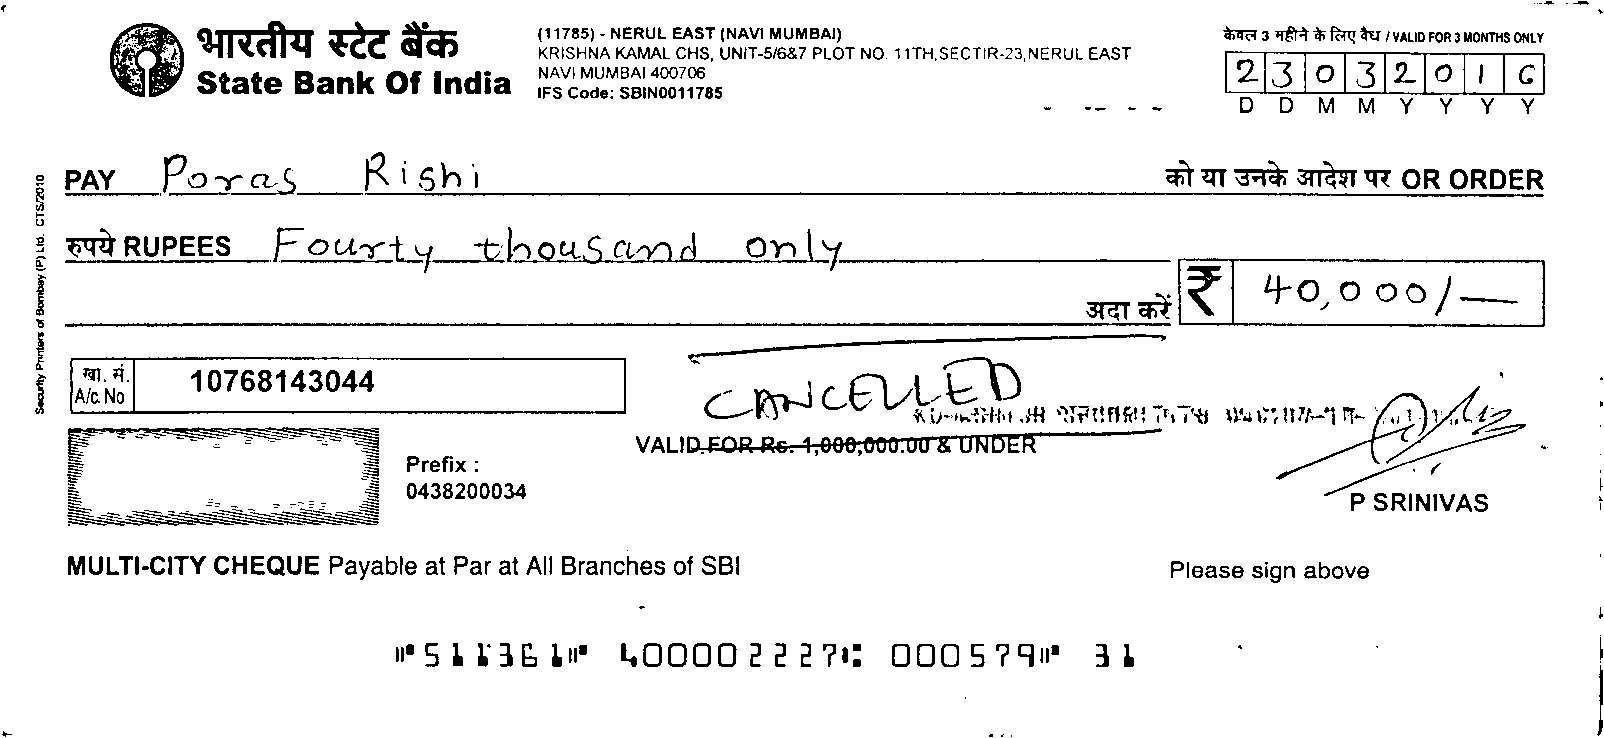 भारतीय स्टेट बैंक
State Bank Of India
(11785) - NERUL EAST (NAVI MUMBAI)
KRISHNA KAMAL CHS, UNIT-5/6&7 PLOT NO. 11TH,SECTIR-23,NERUL EAST
NAVI MUMBAI 400706
IFS Code: SBIN0011785
केवल 3 महीने के लिए वैध / VALID FOR 3 MONTHS ONLY
2 3 0 3 2 0 1 6
D D M M Y Y Y Y
PAY Poras Rishi को या उनके आदेश पर OR ORDER
रुपये RUPEES Fourty thousand only
अदा करें ₹ 40,000/—
खा. सं.
A/c. No 10768143044
CANCELLED
VALID FOR Rs. 1,000,000.00 & UNDER
Prefix :
0438200034
P SRINIVAS
MULTI-CITY CHEQUE Payable at Par at All Branches of SBI
Please sign above
⑈511361⑈ 400002227⑆ 000579⑈ 31
Security Printers of Bombay (P) Ltd. CTS/2010